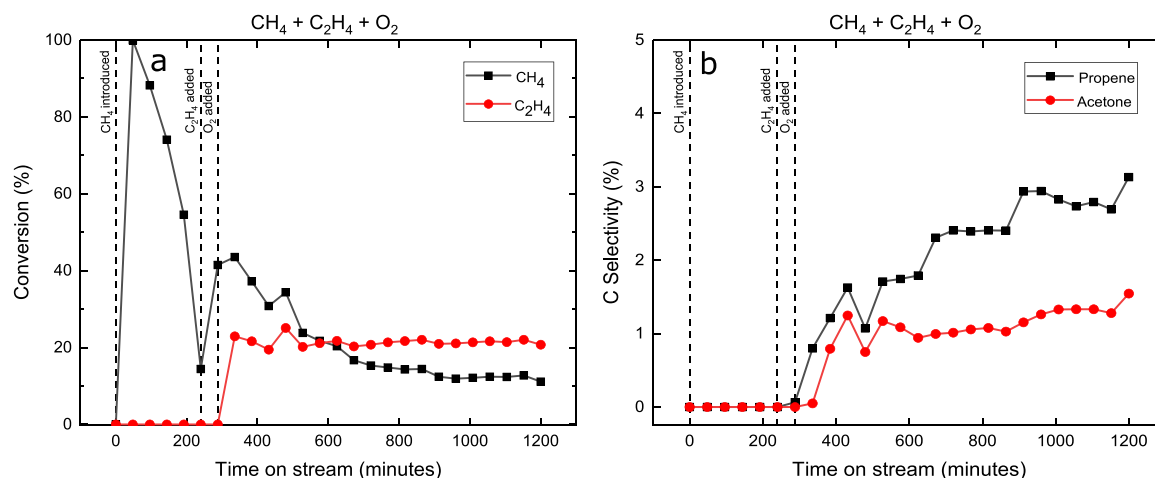 CH₄ + C₂H₄ + O₂
a
CH₄
C₂H₄
CH₄ introduced
C₂H₄ added
O₂ added
Conversion (%)
100
80
60
40
20
0
0 200 400 600 800 1000 1200
Time on stream (minutes)
CH₄ + C₂H₄ + O₂
b
Propene
Acetone
CH₄ introduced
C₂H₄ added
O₂ added
C Selectivity (%)
5
4
3
2
1
0
0 200 400 600 800 1000 1200
Time on stream (minutes)